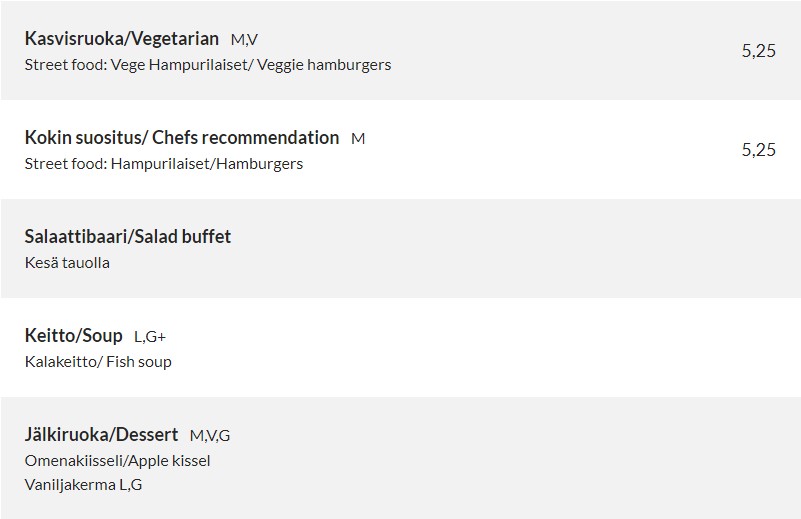 Kasvisruoka/Vegetarian M,V
5,25
Street food: Vege Hampurilaiset/ Veggie hamburgers
Kokin suositus/ Chefs recommendation M
5,25
Street food: Hampurilaiset/Hamburgers
Salaattibaari/Salad buffet
Kesä tauolla
Keitto/Soup L,G+
Kalakeitto/ Fish soup
Jälkiruoka/Dessert M,V,G
Omenakiisseli/Apple kissel
Vaniljakerma L,G